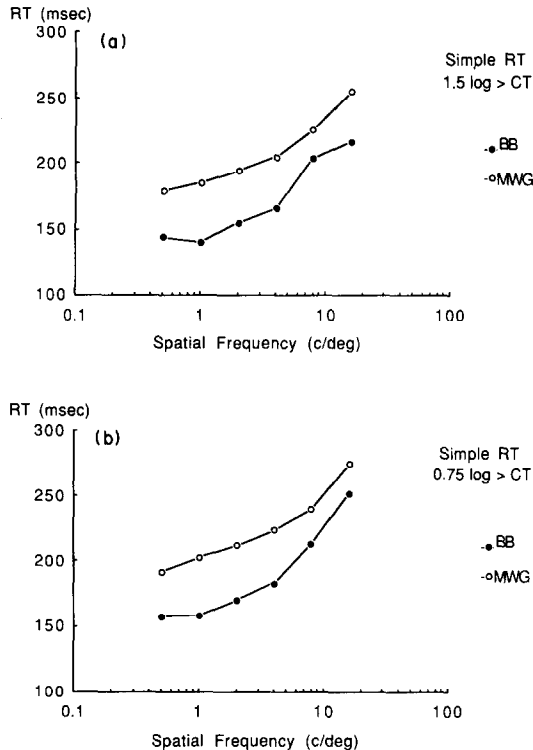 RT (msec)
300
(a)
Simple RT
1.5 log > CT
250
BB
200
MWG
150
100
0.1
1
10
100
Spatial Frequency (c/deg)
RT (msec)
300
(b)
Simple RT
0.75 log > CT
250
BB
200
MWG
150
100
0.1
1
10
100
Spatial Frequency (c/deg)